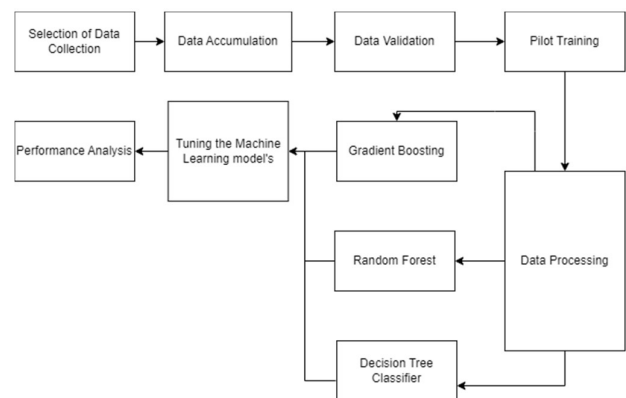 Selection of Data
Collection
Data Accumulation
Data Validation
Pilot Training
Performance Analysis
Tuning the Machine
Learning model's
Gradient Boosting
Random Forest
Data Processing
Decision Tree
Classifier